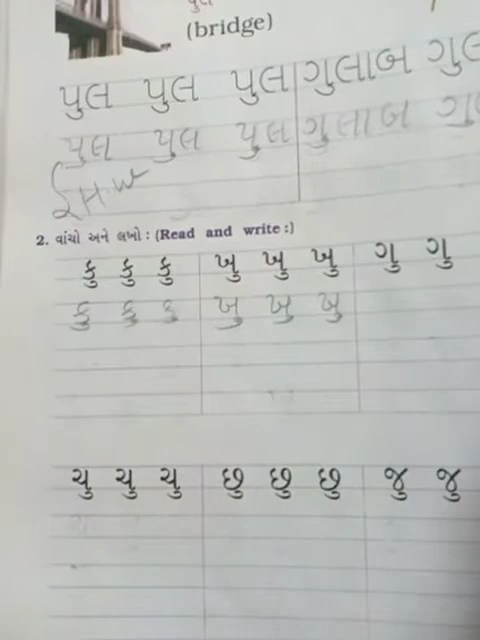 પુલ
(bridge)
પુલ પુલ પુલ ગુલાબ ગુલ
પુલ પુલ પુલ ગુલાબ ગુ
H.W
2. વાંચો અને લખો : (Read and write :)
કુ કુ કુ ખુ ખુ ખુ ગુ ગુ
કુ કુ કુ ખુ ખુ ખુ
ચુ ચુ ચુ છુ છુ છુ જુ જુ